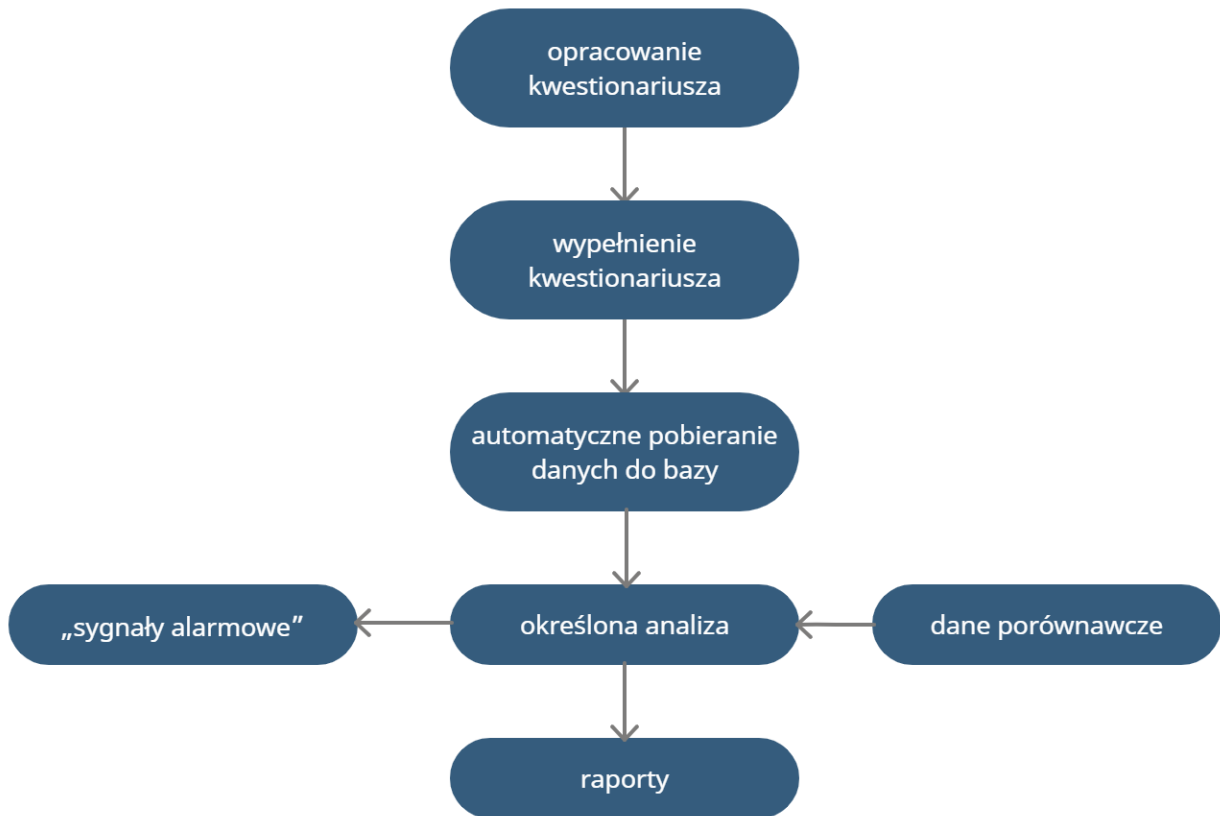 opracowanie
kwestionariusza
wypełnienie
kwestionariusza
automatyczne pobieranie
danych do bazy
„sygnały alarmowe”
określona analiza
dane porównawcze
raporty